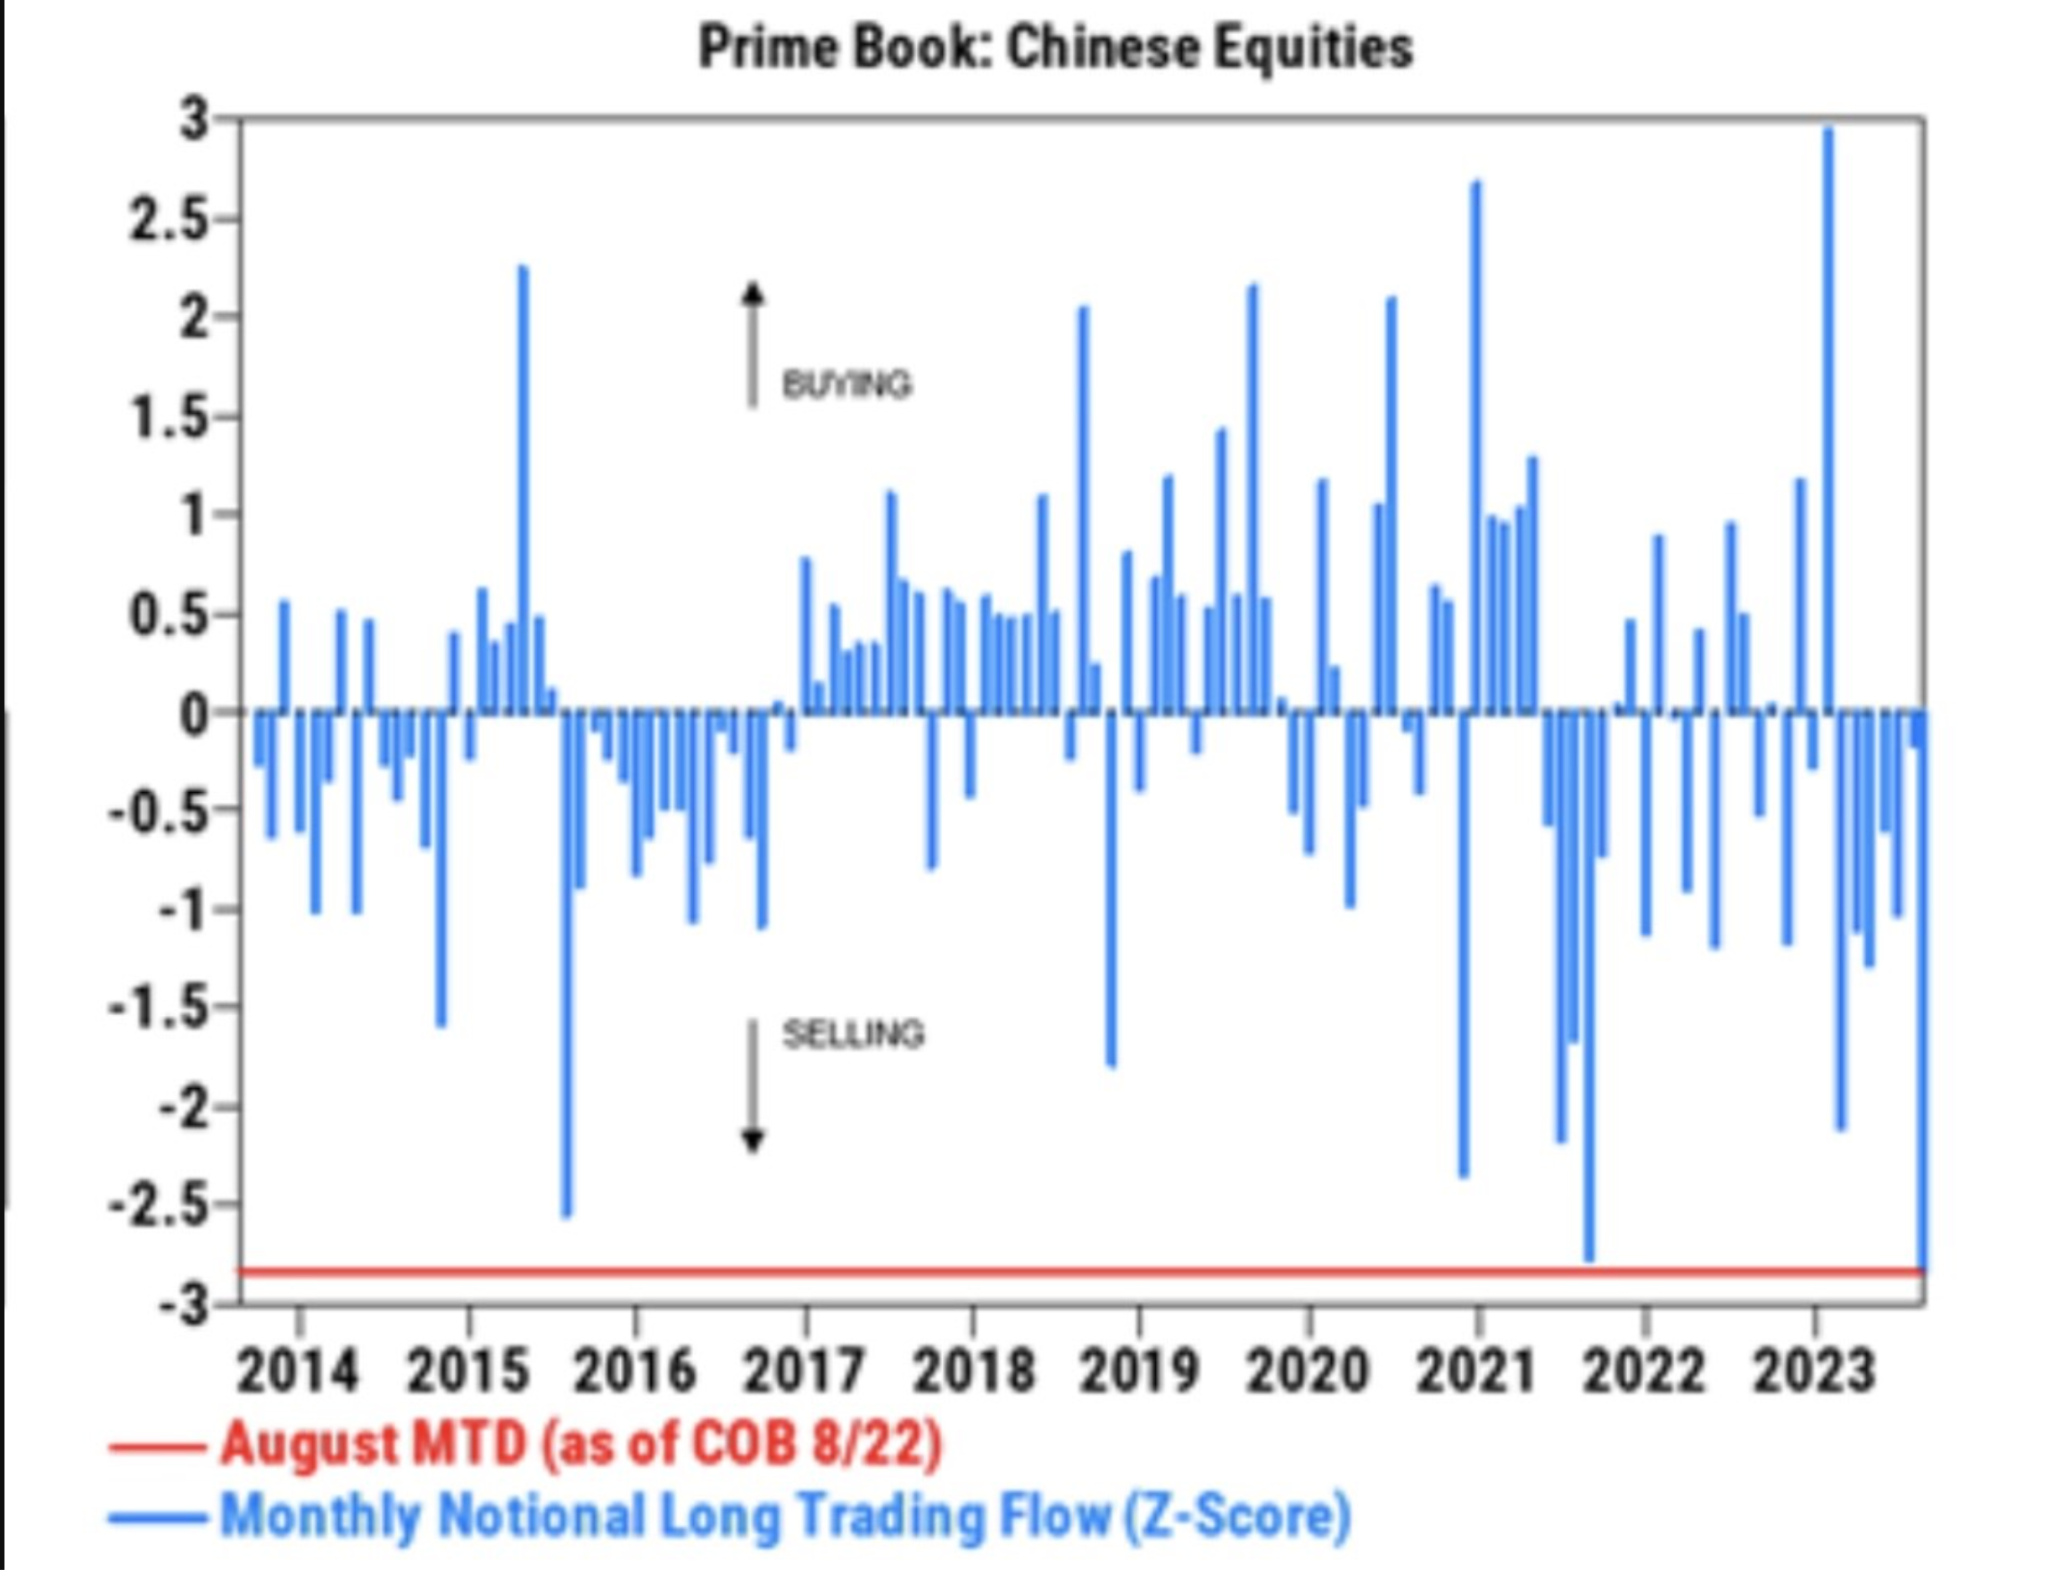 Prime Book: Chinese Equities
3
2.5
2
1.5
1
0.5
0
-0.5
-1
-1.5
-2
-2.5
-3
BUYING
SELLING
2014 2015 2016 2017 2018 2019 2020 2021 2022 2023
August MTD (as of COB 8/22)
Monthly Notional Long Trading Flow (Z-Score)